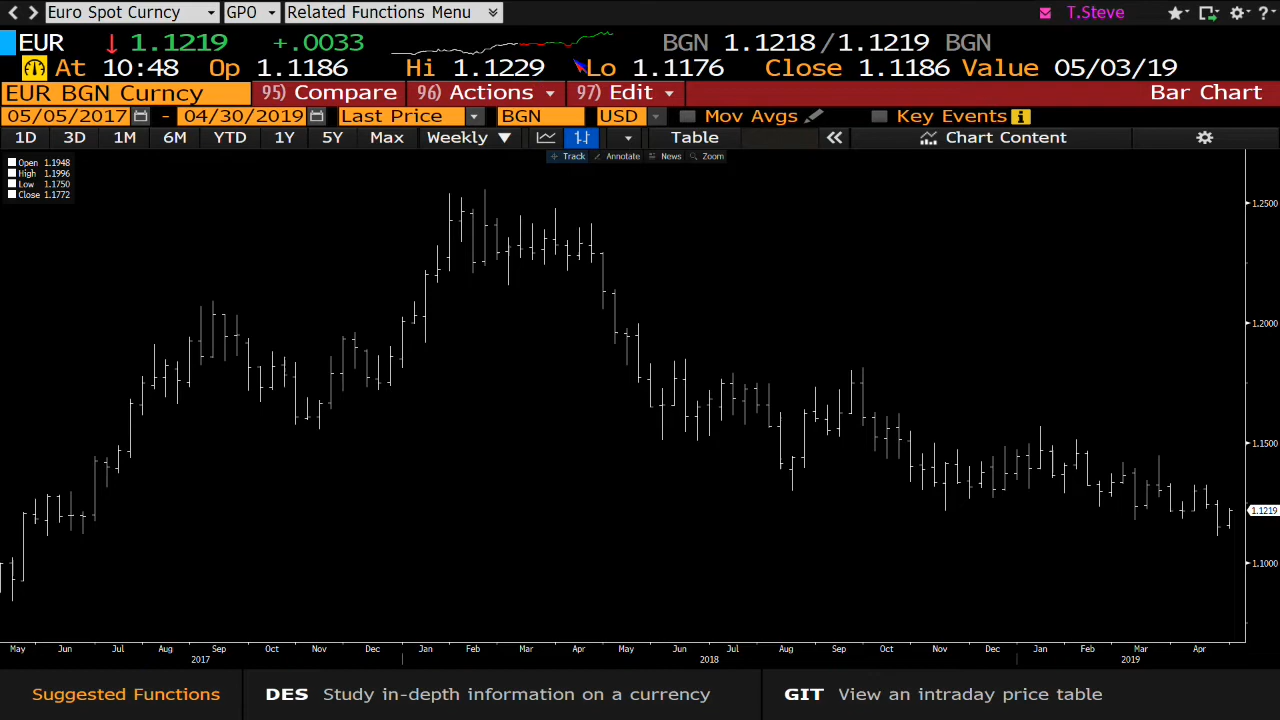 Euro Spot Curncy GPO Related Functions Menu T.Steve ?
EUR ↓ 1.1219 +.0033 BGN 1.1218/1.1219 BGN
At 10:48 Op 1.1186 Hi 1.1229 Lo 1.1176 Close 1.1186 Value 05/03/19
EUR BGN Curncy 95) Compare 96) Actions 97) Edit Bar Chart
05/05/2017 - 04/30/2019 Last Price BGN USD Mov Avgs Key Events
1D 3D 1M 6M YTD 1Y 5Y Max Weekly ▼ Table « Chart Content
Track Annotate News Zoom
Open 1.1948
High 1.1996
Low 1.1750
Close 1.1772
1.2500
1.2000
1.1500
1.1219
1.1000
May Jun Jul Aug Sep Oct Nov Dec Jan Feb Mar Apr May Jun Jul Aug Sep Oct Nov Dec Jan Feb Mar Apr
2017 2018 2019
Suggested Functions DES Study in-depth information on a currency GIT View an intraday price table